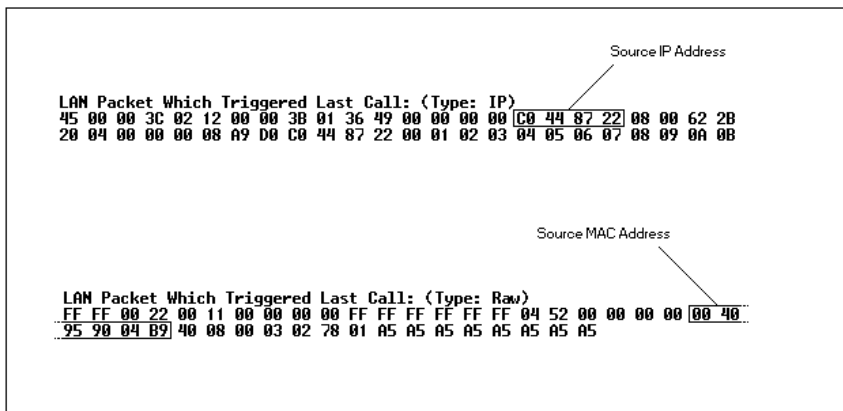 Source IP Address
LAN Packet Which Triggered Last Call: (Type: IP)
45 00 00 3C 02 12 00 00 3B 01 36 49 00 00 00 00 C0 44 87 22 08 00 62 2B
20 04 00 00 00 08 A9 D0 C0 44 87 22 00 01 02 03 04 05 06 07 08 09 0A 0B
Source MAC Address
LAN Packet Which Triggered Last Call: (Type: Raw)
FF FF 00 22 00 11 00 00 00 00 FF FF FF FF FF FF 04 52 00 00 00 00 00 40
95 90 04 B9 40 08 00 03 02 78 01 A5 A5 A5 A5 A5 A5 A5